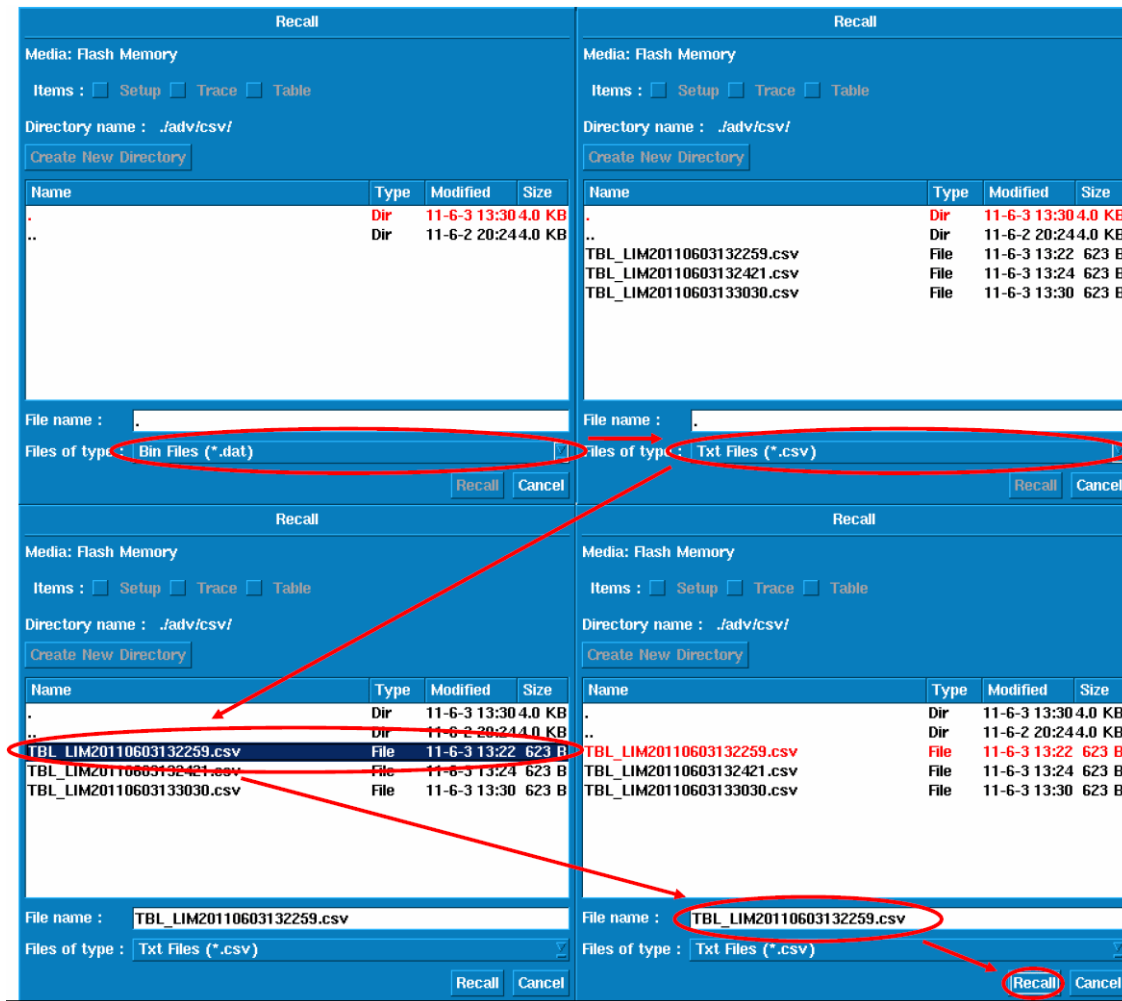 Recall
Media: Flash Memory
Items : Setup Trace Table
Directory name : ./adv/csv/
Create New Directory
Name Type Modified Size
. Dir 11-6-3 13:30 4.0 KB
.. Dir 11-6-2 20:24 4.0 KB
File name : .
Files of type : Bin Files (*.dat)
Recall Cancel
Recall
Media: Flash Memory
Items : Setup Trace Table
Directory name : ./adv/csv/
Create New Directory
Name Type Modified Size
. Dir 11-6-3 13:30 4.0 KB
.. Dir 11-6-2 20:24 4.0 KB
TBL_LIM20110603132259.csv File 11-6-3 13:22 623 B
TBL_LIM20110603132421.csv File 11-6-3 13:24 623 B
TBL_LIM20110603133030.csv File 11-6-3 13:30 623 B
File name : .
Files of type : Txt Files (*.csv)
Recall Cancel
Recall
Media: Flash Memory
Items : Setup Trace Table
Directory name : ./adv/csv/
Create New Directory
Name Type Modified Size
. Dir 11-6-3 13:30 4.0 KB
.. Dir 11-6-2 20:24 4.0 KB
TBL_LIM20110603132259.csv File 11-6-3 13:22 623 B
TBL_LIM20110603132421.csv File 11-6-3 13:24 623 B
TBL_LIM20110603133030.csv File 11-6-3 13:30 623 B
File name : TBL_LIM20110603132259.csv
Files of type : Txt Files (*.csv)
Recall Cancel
Recall
Media: Flash Memory
Items : Setup Trace Table
Directory name : ./adv/csv/
Create New Directory
Name Type Modified Size
. Dir 11-6-3 13:30 4.0 KB
.. Dir 11-6-2 20:24 4.0 KB
TBL_LIM20110603132259.csv File 11-6-3 13:22 623 B
TBL_LIM20110603132421.csv File 11-6-3 13:24 623 B
TBL_LIM20110603133030.csv File 11-6-3 13:30 623 B
File name : TBL_LIM20110603132259.csv
Files of type : Txt Files (*.csv)
Recall Cancel